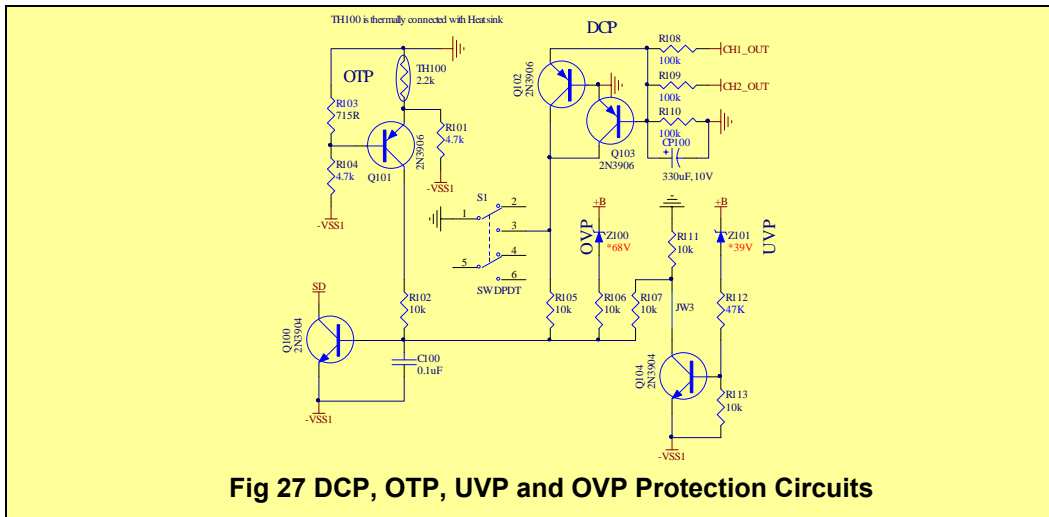 TH100 is thermally connected with Heatsink
DCP
R108
100k
CH1_OUT
OTP
TH100
2.2k
Q102
2N3906
R109
100k
CH2_OUT
R103
715R
R101
4.7k
R110
100k
CP100
+
330uF,10V
Q103
2N3906
R104
4.7k
2N3906
Q101
-VSS1
-VSS1
S1
1
2
3
4
5
6
SWDPDT
+B
OVP
Z100
*68V
R111
10k
+B
Z101
*39V
UVP
SD
R102
10k
R105
10k
R106
10k
R107
10k
JW3
R112
47K
Q100
2N3904
C100
0.1uF
Q104
2N3904
R113
10k
-VSS1
-VSS1
Fig 27 DCP, OTP, UVP and OVP Protection Circuits